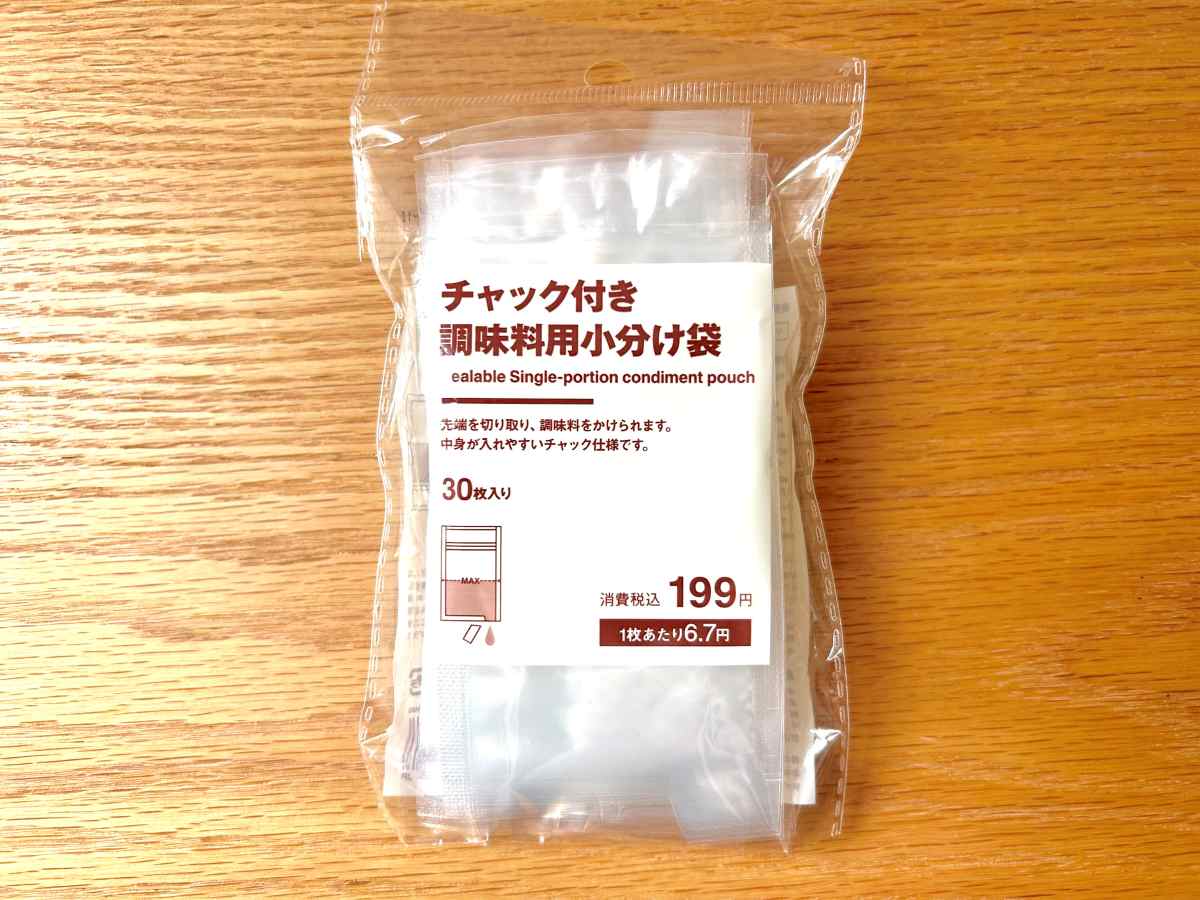 チャック付き
調味料用小分け袋
ealable Single-portion condiment pouch
先端を切り取り、調味料をかけられます。
中身が入れやすいチャック仕様です。
30枚入り
MAX
消費税込 199円
1枚あたり6.7円